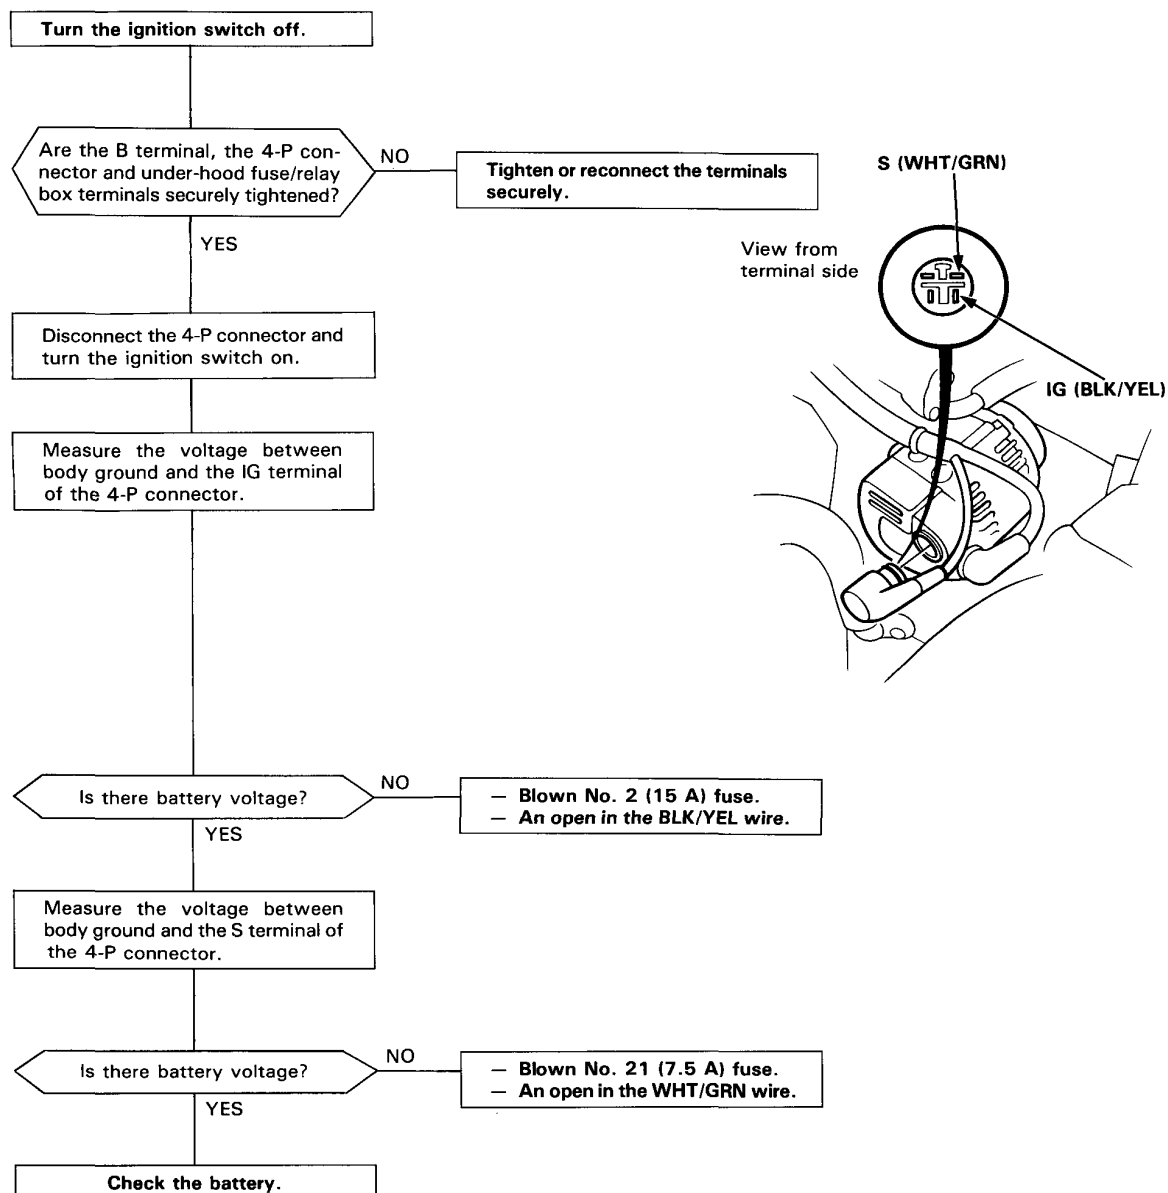 Turn the ignition switch off.
Are the B terminal, the 4-P con-
nector and under-hood fuse/relay
box terminals securely tightened?
NO
Tighten or reconnect the terminals
securely.
YES
S (WHT/GRN)
View from
terminal side
IG (BLK/YEL)
Disconnect the 4-P connector and
turn the ignition switch on.
Measure the voltage between
body ground and the IG terminal
of the 4-P connector.
Is there battery voltage?
NO
— Blown No. 2 (15 A) fuse.
— An open in the BLK/YEL wire.
YES
Measure the voltage between
body ground and the S terminal of
the 4-P connector.
Is there battery voltage?
NO
— Blown No. 21 (7.5 A) fuse.
— An open in the WHT/GRN wire.
YES
Check the battery.